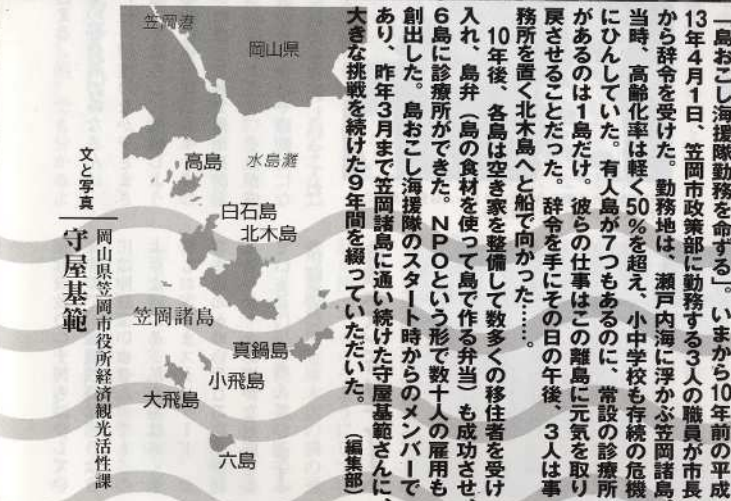 「島おこし海援隊勤務を命ずる」。いまから10年前の平成
13年4月1日、笠岡市政策部に勤務する3人の職員が市長
から辞令を受けた。勤務地は、瀬戸内海に浮かぶ笠岡諸島。
当時、高齢化率は軽く50%を超え、小中学校も存続の危機
にひんしていた。有人島が7つもあるのに、常設の診療所
があるのは1島だけ。彼らの仕事はこの離島に元気を取り
戻させることだった。辞令を手にその日の午後、3人は事
務所を置く北木島へと船で向かった……。
10年後、各島は空き家を整備して数多くの移住者を受け
入れ、島弁（島の食材を使って島で作る弁当）も成功させ、
6島に診療所ができた。NPOという形で数十人の雇用も
創出した。島おこし海援隊のスタート時からのメンバーで
あり、昨年3月まで笠岡諸島に通い続けた守屋基範さんに、
大きな挑戦を続けた9年間を綴っていただいた。（編集部）
笠岡港
岡山県
高島
水島灘
白石島
北木島
笠岡諸島
真鍋島
小飛島
大飛島
六島
文と写真
岡山県笠岡市役所経済観光活性課
守屋基範